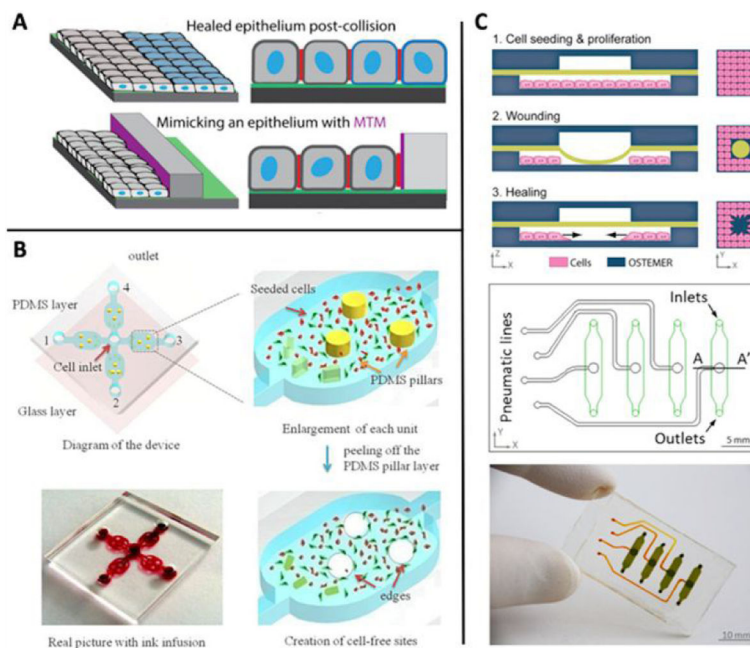 A
Healed epithelium post-collision
Mimicking an epithelium with MTM
B
outlet
4
PDMS layer
1
3
Cell inlet
2
Glass layer
Diagram of the device
Seeded cells
PDMS pillars
Enlargement of each unit
peeling off the
PDMS pillar layer
Real picture with ink infusion
edges
Creation of cell-free sites
C
1. Cell seeding & proliferation
2. Wounding
3. Healing
Z
X
Cells
OSTEMER
Y
X
Pneumatic lines
Inlets
A
A'
Outlets
Y
X
5 mm
10 mm